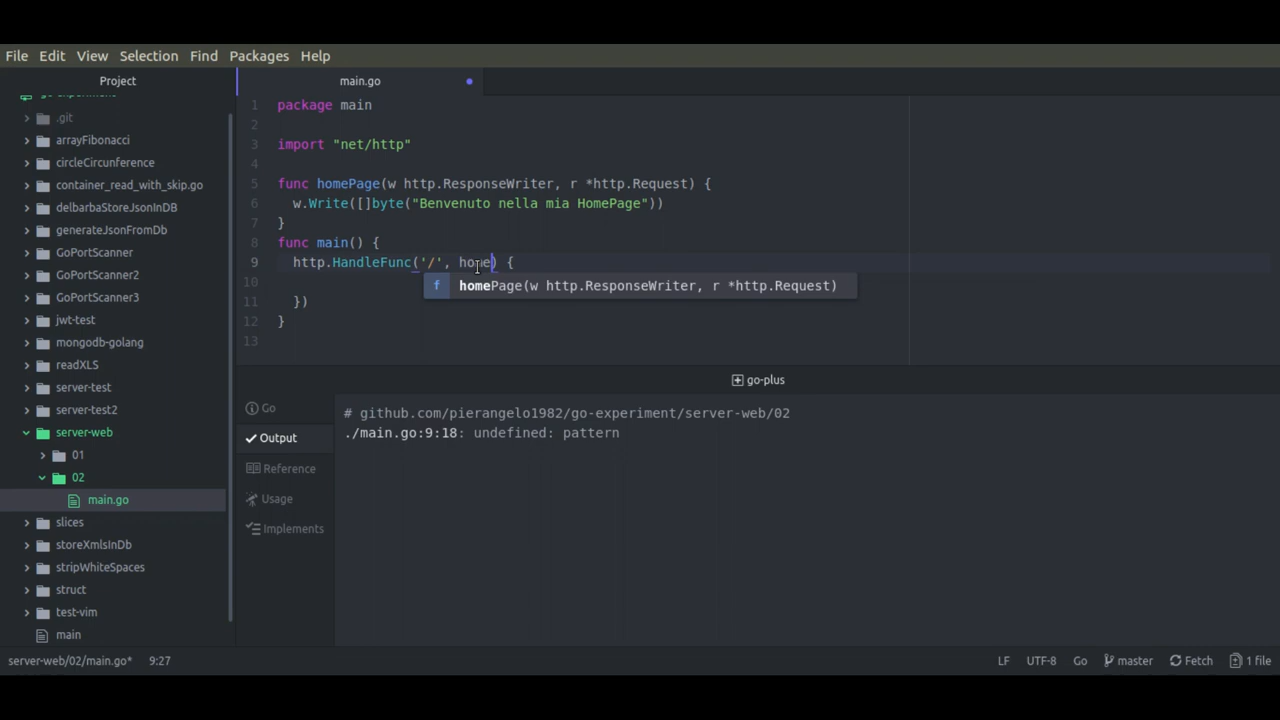 File Edit View Selection Find Packages Help
Project
main.go
go-experiment
.git
arrayFibonacci
circleCircunference
container_read_with_skip.go
delbarbaStoreJsonInDB
generateJsonFromDb
GoPortScanner
GoPortScanner2
GoPortScanner3
jwt-test
mongodb-golang
readXLS
server-test
server-test2
server-web
01
02
main.go
slices
storeXmlsInDb
stripWhiteSpaces
struct
test-vim
main
1 package main
2
3 import "net/http"
4
5 func homePage(w http.ResponseWriter, r *http.Request) {
6 w.Write([]byte("Benvenuto nella mia HomePage"))
7 }
8 func main() {
9 http.HandleFunc('/', home) {
f homePage(w http.ResponseWriter, r *http.Request)
10
11 })
12 }
13
go-plus
Go
Output
Reference
Usage
Implements
# github.com/pierangelo1982/go-experiment/server-web/02
./main.go:9:18: undefined: pattern
server-web/02/main.go* 9:27 LF UTF-8 Go master Fetch 1 file